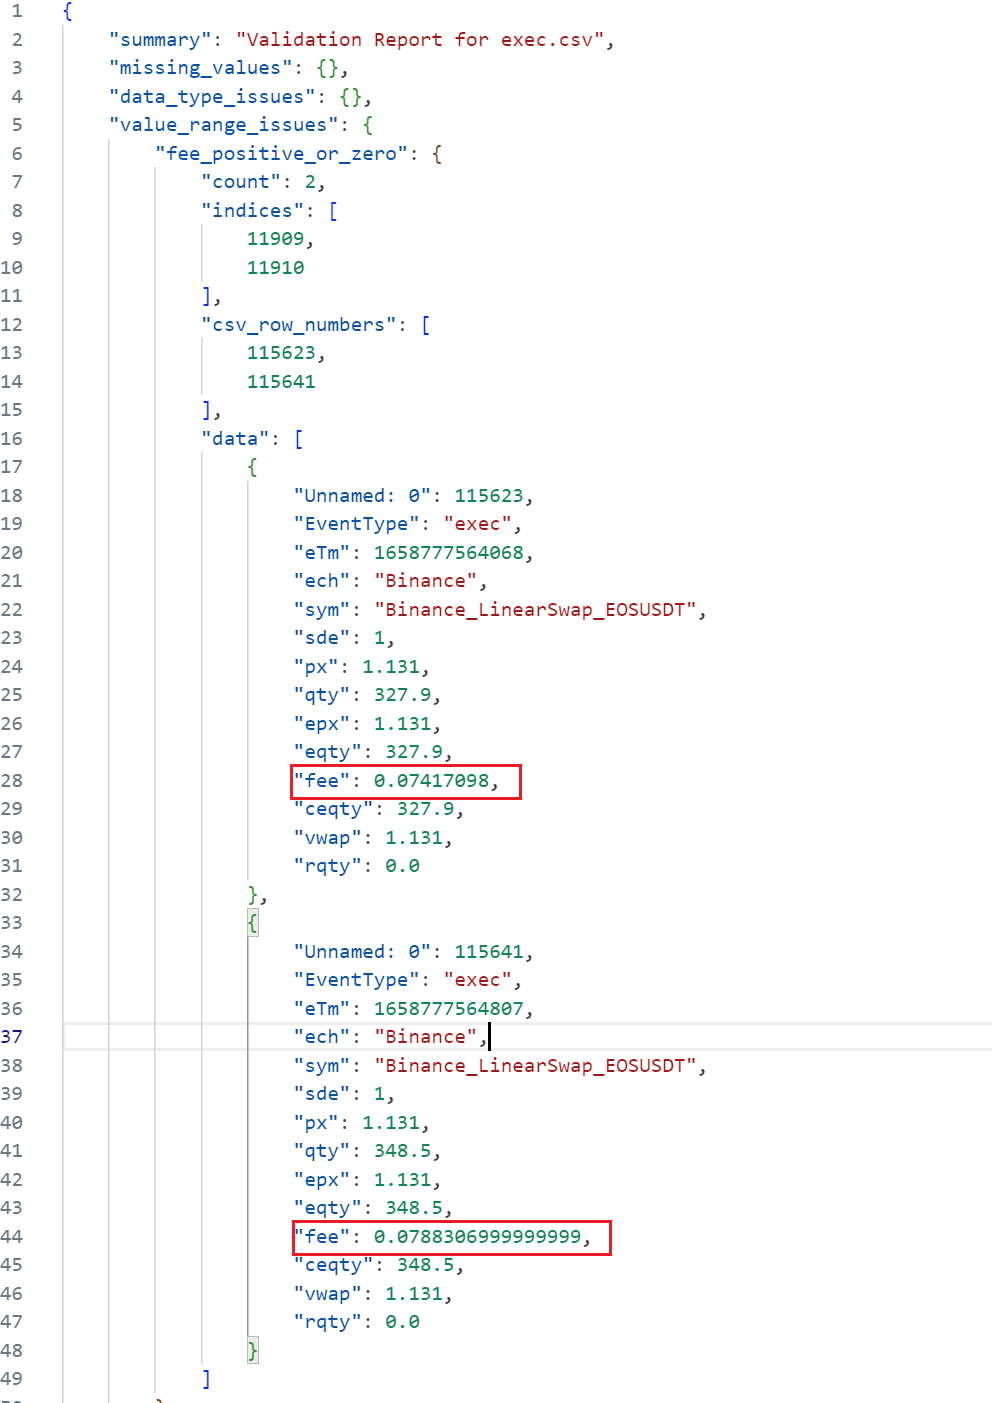 1 {
2 "summary": "Validation Report for exec.csv",
3 "missing_values": {},
4 "data_type_issues": {},
5 "value_range_issues": {
6 "fee_positive_or_zero": {
7 "count": 2,
8 "indices": [
9 11909,
10 11910
11 ],
12 "csv_row_numbers": [
13 115623,
14 115641
15 ],
16 "data": [
17 {
18 "Unnamed: 0": 115623,
19 "EventType": "exec",
20 "eTm": 1658777564068,
21 "ech": "Binance",
22 "sym": "Binance_LinearSwap_EOSUSDT",
23 "sde": 1,
24 "px": 1.131,
25 "qty": 327.9,
26 "epx": 1.131,
27 "eqty": 327.9,
28 "fee": 0.07417098,
29 "ceqty": 327.9,
30 "vwap": 1.131,
31 "rqty": 0.0
32 },
33 {
34 "Unnamed: 0": 115641,
35 "EventType": "exec",
36 "eTm": 1658777564807,
37 "ech": "Binance",
38 "sym": "Binance_LinearSwap_EOSUSDT",
39 "sde": 1,
40 "px": 1.131,
41 "qty": 348.5,
42 "epx": 1.131,
43 "eqty": 348.5,
44 "fee": 0.0788306999999999,
45 "ceqty": 348.5,
46 "vwap": 1.131,
47 "rqty": 0.0
48 }
49 ]